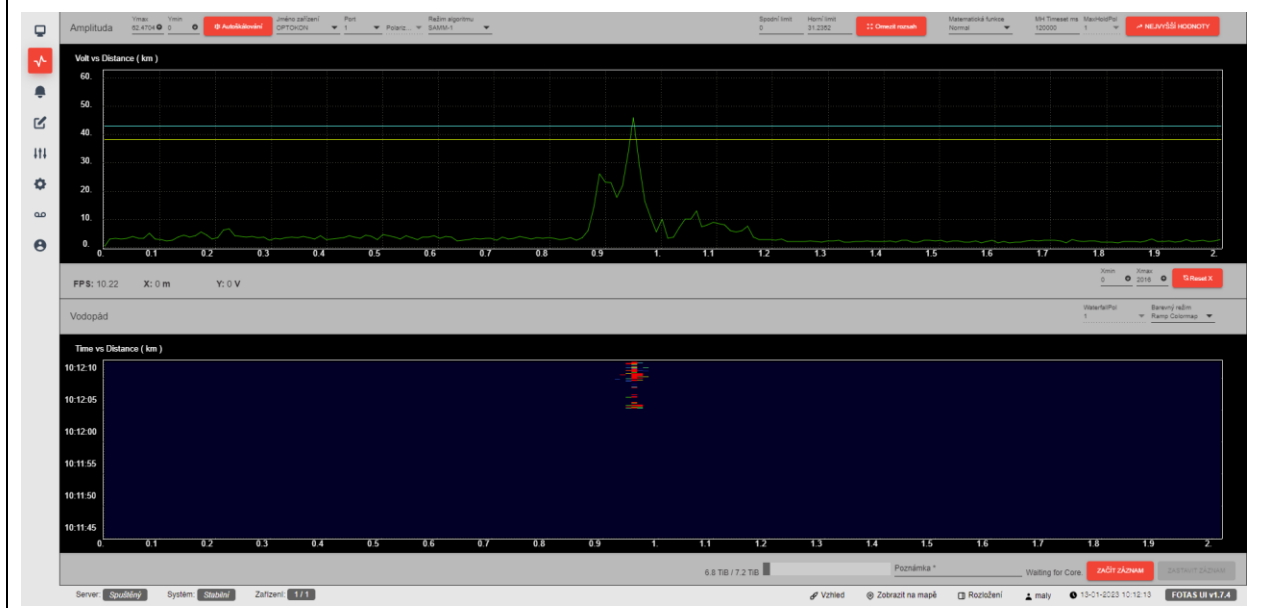 Amplituda
Ymax Ymin Jméno zařízení Port Režim algoritmu Spodní limit Horní limit Matematická funkce MH Timeset ms MaxHoldPol
62.4704 0 Autoškálování OPTOKON 1 Polariz... SAMM-1 0 31.2352 Omezit rozsah Normal 120000 1 NEJVYŠŠÍ HODNOTY
Volt vs Distance ( km )
60.
50.
40.
30.
20.
10.
0.
0. 0.1 0.2 0.3 0.4 0.5 0.6 0.7 0.8 0.9 1. 1.1 1.2 1.3 1.4 1.5 1.6 1.7 1.8 1.9 2.
Xmin Xmax
FPS: 10.22 X: 0 m Y: 0 V 0 2016 Reset X
WaterfallPol Barevný režim
Vodopád 1 Ramp Colormap
Time vs Distance ( km )
10:12:10
10:12:05
10:12:00
10:11:55
10:11:50
10:11:45
0. 0.1 0.2 0.3 0.4 0.5 0.6 0.7 0.8 0.9 1. 1.1 1.2 1.3 1.4 1.5 1.6 1.7 1.8 1.9 2.
6.8 TiB / 7.2 TiB Poznámka * Waiting for Core. ZAČÍT ZÁZNAM ZASTAVIT ZÁZNAM
Server: Spuštěný Systém: Stabilní Zařízení: 1 / 1 Vzhled Zobrazit na mapě Rozložení maly 13-01-2023 10:12:13 FOTAS UI v1.7.4